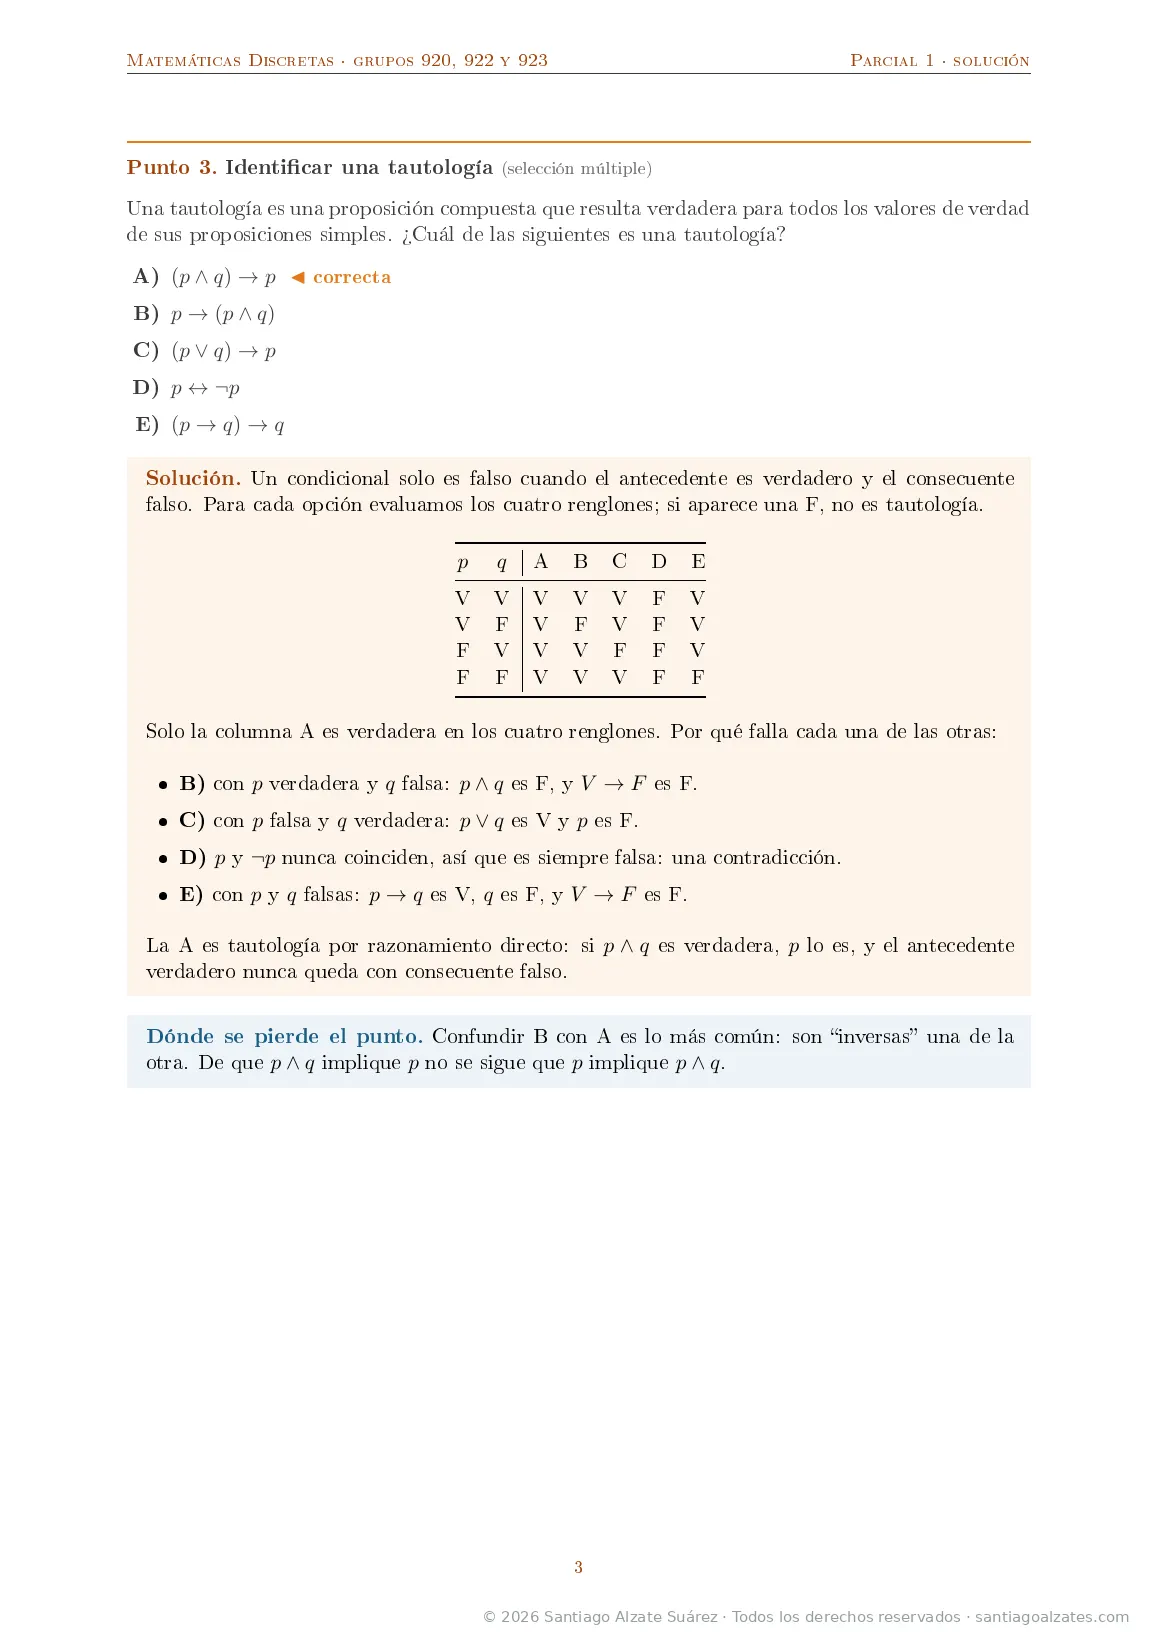 Matemáticas Discretas · grupos 920, 922 y 923
Parcial 1 · solución
Punto 3. Identificar una tautología (selección múltiple)
Una tautología es una proposición compuesta que resulta verdadera para todos los valores de verdad
de sus proposiciones simples. ¿Cuál de las siguientes es una tautología?
A) (p ∧ q) → p ◀ correcta
B) p → (p ∧ q)
C) (p ∨ q) → p
D) p ↔ ¬p
E) (p → q) → q
Solución. Un condicional solo es falso cuando el antecedente es verdadero y el consecuente
falso. Para cada opción evaluamos los cuatro renglones; si aparece una F, no es tautología.
p q A B C D E
V V V V V F V
V F V F V F V
F V V V F F V
F F V V V F F
Solo la columna A es verdadera en los cuatro renglones. Por qué falla cada una de las otras:
• B) con p verdadera y q falsa: p ∧ q es F, y V → F es F.
• C) con p falsa y q verdadera: p ∨ q es V y p es F.
• D) p y ¬p nunca coinciden, así que es siempre falsa: una contradicción.
• E) con p y q falsas: p → q es V, q es F, y V → F es F.
La A es tautología por razonamiento directo: si p ∧ q es verdadera, p lo es, y el antecedente
verdadero nunca queda con consecuente falso.
Dónde se pierde el punto. Confundir B con A es lo más común: son “inversas” una de la
otra. De que p ∧ q implique p no se sigue que p implique p ∧ q.
3
© 2026 Santiago Alzate Suárez · Todos los derechos reservados · santiagoalzates.com